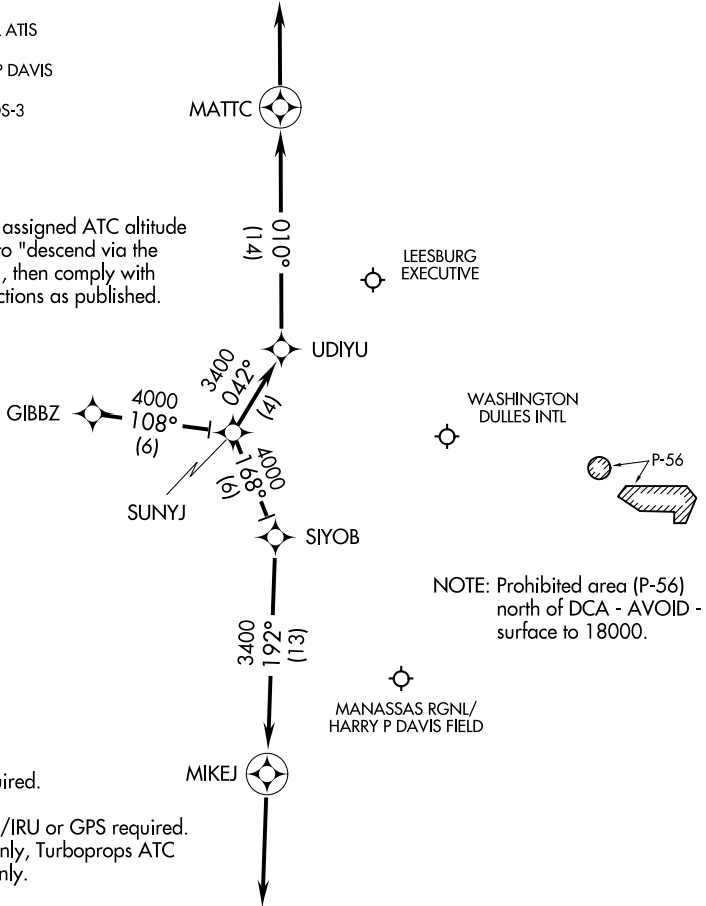 ATIS
P DAVIS
OS-3
MATTC
assigned ATC altitude
to "descend via the
, then comply with
ctions as published.
010°
(14)
LEESBURG
EXECUTIVE
UDIYU
3400
042°
(4)
GIBBZ
4000
108°
(6)
WASHINGTON
DULLES INTL
P-56
4000
168°
(6)
SUNYJ
SIYOB
NOTE: Prohibited area (P-56)
north of DCA - AVOID -
surface to 18000.
3400
192°
(13)
MANASSAS RGNL/
HARRY P DAVIS FIELD
MIKEJ
uired.
/IRU or GPS required.
nly, Turboprops ATC
nly.